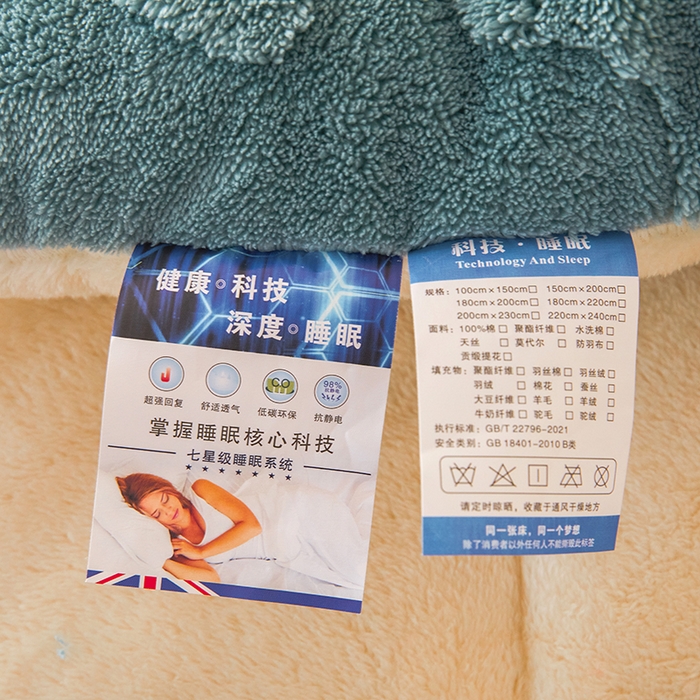 健康 科技
深度 睡眠
CO
98%
抗静电
超强回复
舒适透气
低碳环保
抗静电
掌握睡眠核心科技
七星级睡眠系统
科技·睡眠
Technology And Sleep
规格：100cm×150cm□ 150cm×200cm□
180cm×200cm□ 180cm×220cm□
200cm×230cm□ 220cm×240cm□
面料：100%棉□ 聚酯纤维□ 水洗棉□
天丝□ 莫代尔□ 防羽布□
贡缎提花□
填充物：聚酯纤维□ 羽丝棉□ 羽丝绒□
羽绒□ 棉花□ 蚕丝□
大豆纤维□ 羊毛□ 羊绒□
牛奶纤维□ 驼毛□ 驼绒□
执行标准：GB/T 22796-2021
安全类别：GB 18401-2010 B类
请定时晾晒，收藏于通风干燥地方
同一张床，同一个梦想
除了消费者以外任何人不能撕毁此标签